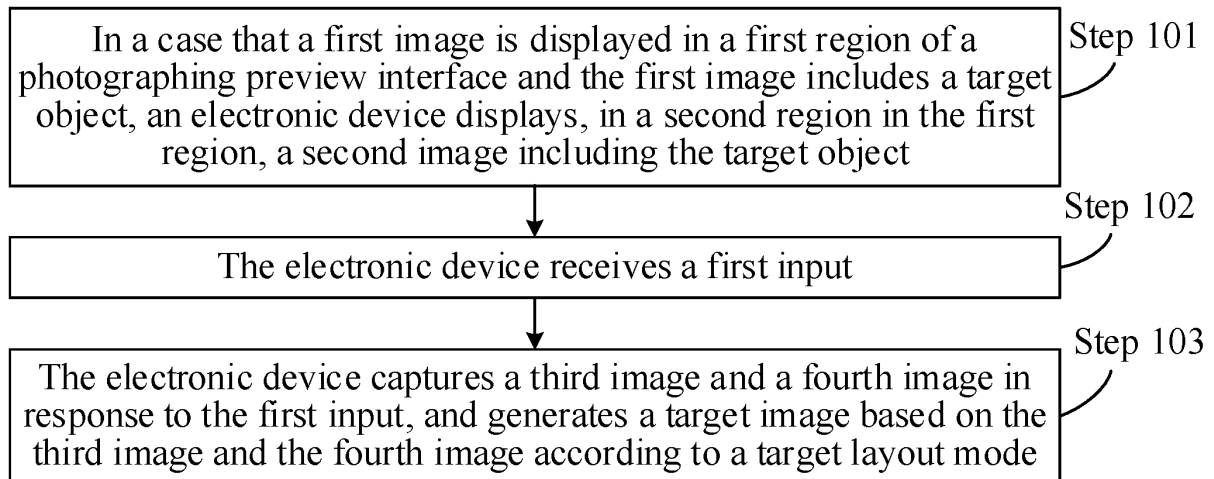 In a case that a first image is displayed in a first region of a
photographing preview interface and the first image includes a target
object, an electronic device displays, in a second region in the first
region, a second image including the target object
Step 101
The electronic device receives a first input
Step 102
The electronic device captures a third image and a fourth image in
response to the first input, and generates a target image based on the
third image and the fourth image according to a target layout mode
Step 103